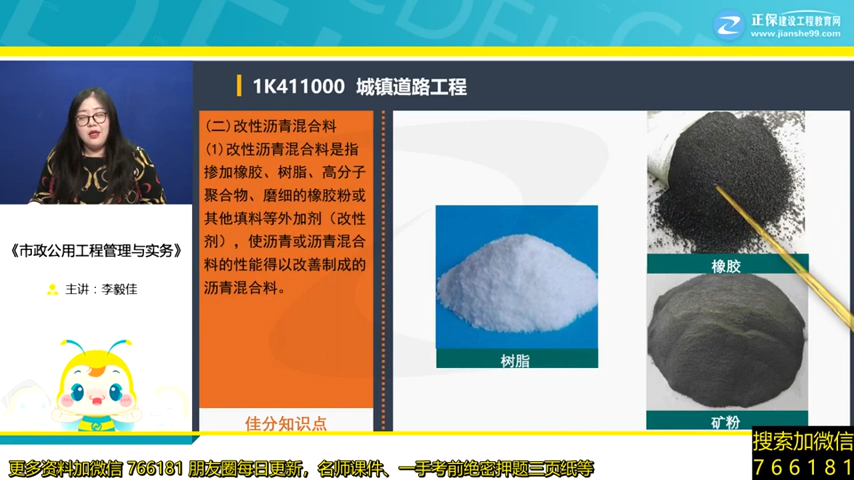 正保建设工程教育网
www.jianshe99.com
1K411000 城镇道路工程
(二)改性沥青混合料
(1)改性沥青混合料是指
掺加橡胶、树脂、高分子
聚合物、磨细的橡胶粉或
其他填料等外加剂(改性
剂)，使沥青或沥青混合
料的性能得以改善制成的
沥青混合料。
佳分知识点
树脂
橡胶
矿粉
《市政公用工程管理与实务》
主讲：李毅佳
搜索加微信
766181
更多资料加微信 766181 朋友圈每日更新，名师课件、一手考前绝密押题三页纸等